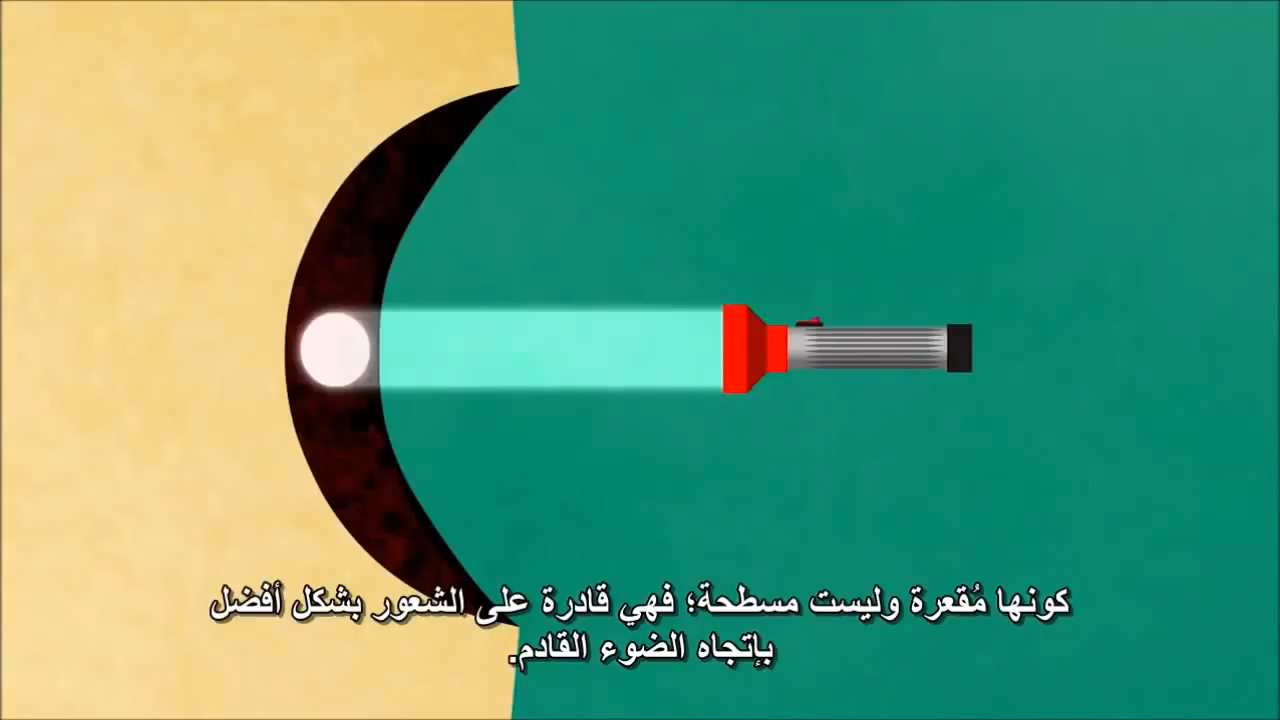 كونها مُقعرة وليست مسطحة؛ فهي قادرة على الشعور بشكل أفضل
بإتجاه الضوء القادم.